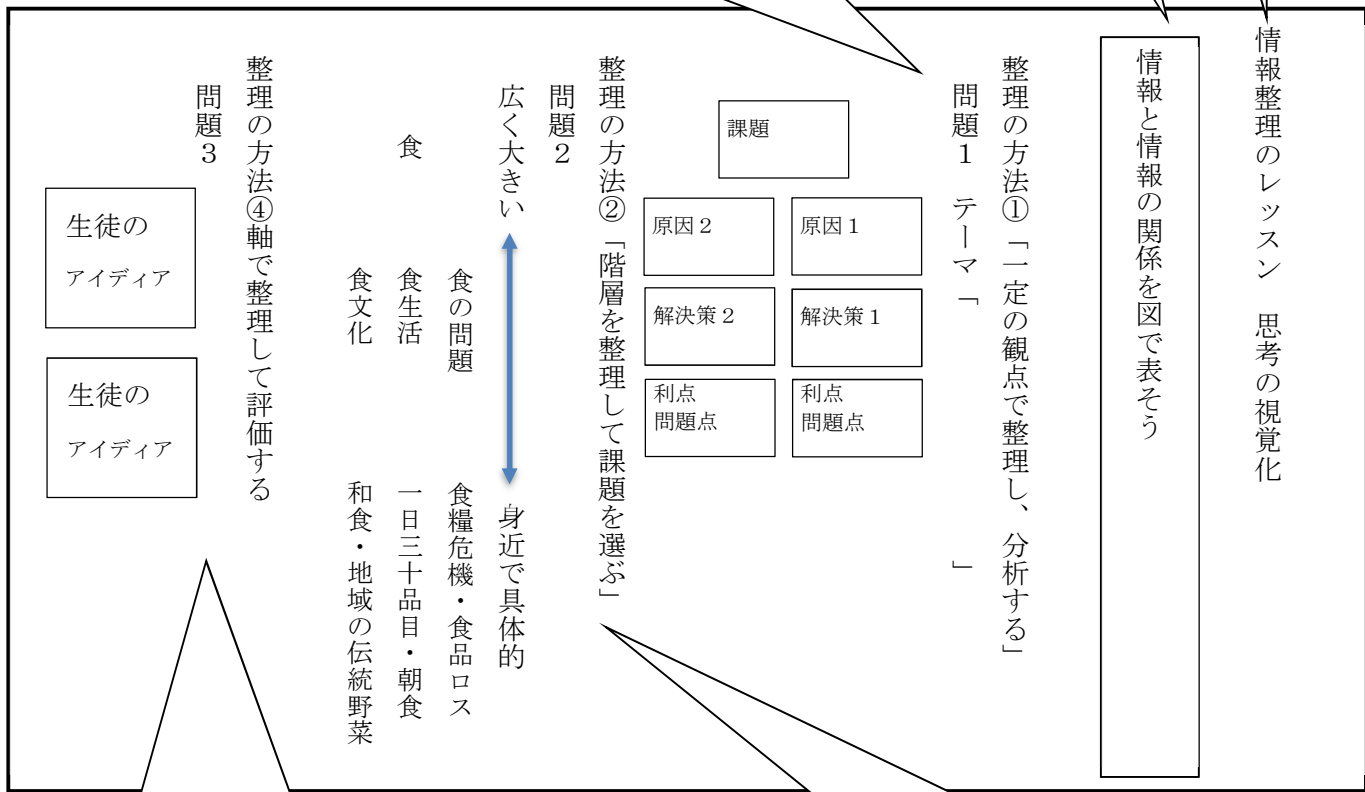 情報整理のレッスン　思考の視覚化
情報と情報の関係を図で表そう
整理の方法①「一定の観点で整理し、分析する」
問題１　テーマ「　　　　　　　　」
課題
原因１
原因２
解決策１
解決策２
利点
問題点
利点
問題点
整理の方法②「階層を整理して課題を選ぶ」
問題２
広く大きい　身近で具体的
食の問題　食糧危機・食品ロス
食　食生活　一日三十品目・朝食
食文化　和食・地域の伝統野菜
整理の方法④軸で整理して評価する
問題３
生徒の
アイディア
生徒の
アイディア